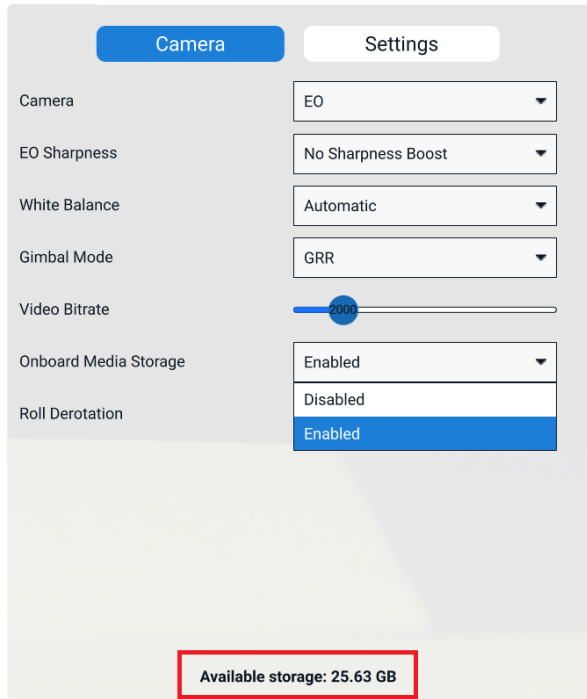 Camera Settings
Camera EO
EO Sharpness No Sharpness Boost
White Balance Automatic
Gimbal Mode GRR
Video Bitrate 2000
Onboard Media Storage Enabled
Disabled
Roll Derotation
Enabled
Available storage: 25.63 GB